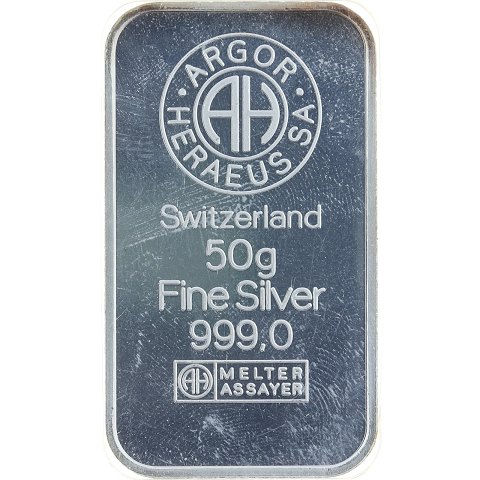 · ARGOR ·
HERAEUS SA
AH
Switzerland
50g
Fine Silver
999,0
AH MELTER
ASSAYER